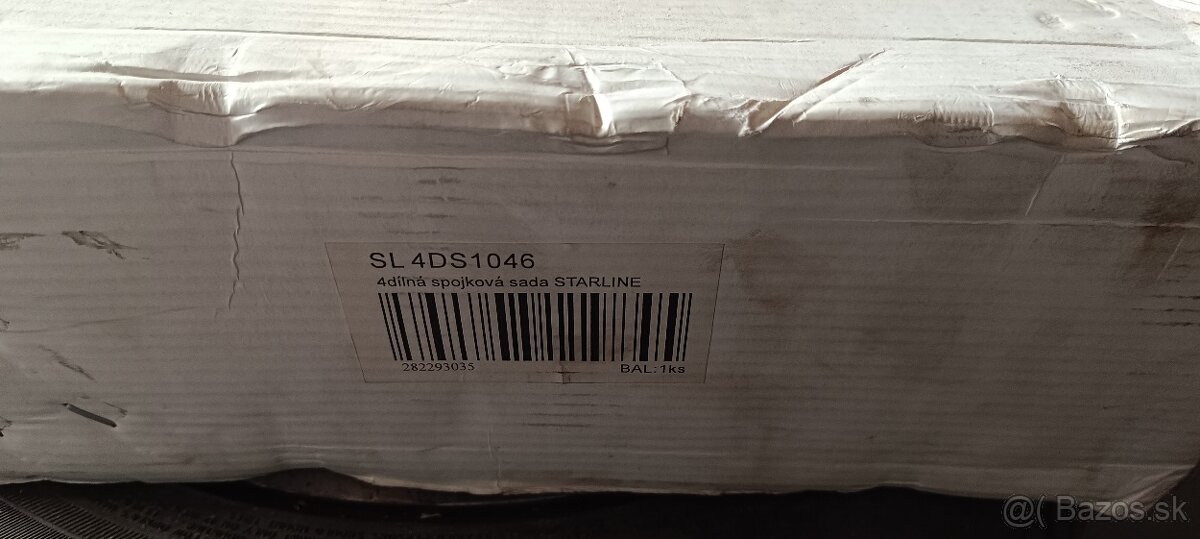 SL 4DS1046
4dílná spojková sada STARLINE
282293035
BAL:1ks
@( Bazos.sk